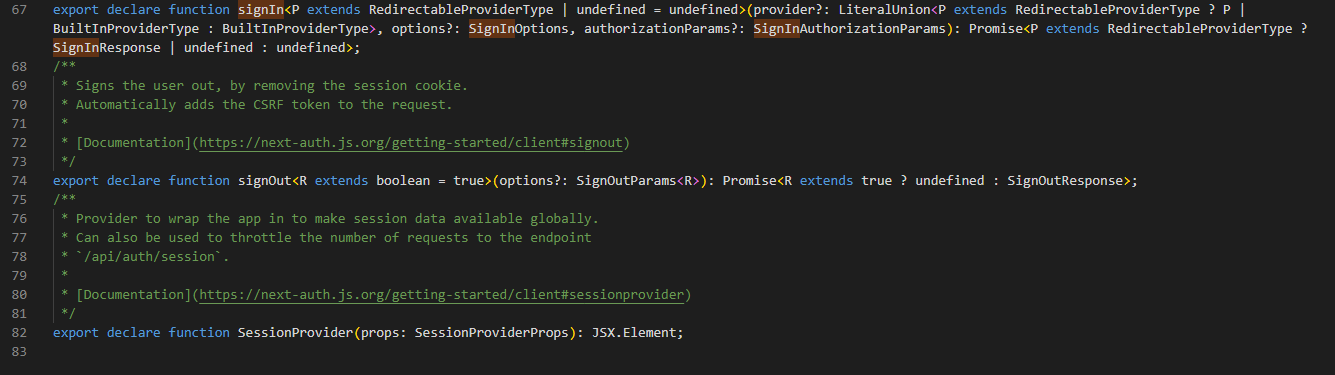 67 export declare function signIn<P extends RedirectableProviderType | undefined = undefined>(provider?: LiteralUnion<P extends RedirectableProviderType ? P |
BuiltInProviderType : BuiltInProviderType>, options?: SignInOptions, authorizationParams?: SignInAuthorizationParams): Promise<P extends RedirectableProviderType ?
SignInResponse | undefined : undefined>;
68 /**
69  * Signs the user out, by removing the session cookie.
70  * Automatically adds the CSRF token to the request.
71  *
72  * [Documentation](https://next-auth.js.org/getting-started/client#signout)
73  */
74 export declare function signOut<R extends boolean = true>(options?: SignOutParams<R>): Promise<R extends true ? undefined : SignOutResponse>;
75 /**
76  * Provider to wrap the app in to make session data available globally.
77  * Can also be used to throttle the number of requests to the endpoint
78  * `/api/auth/session`.
79  *
80  * [Documentation](https://next-auth.js.org/getting-started/client#sessionprovider)
81  */
82 export declare function SessionProvider(props: SessionProviderProps): JSX.Element;
83